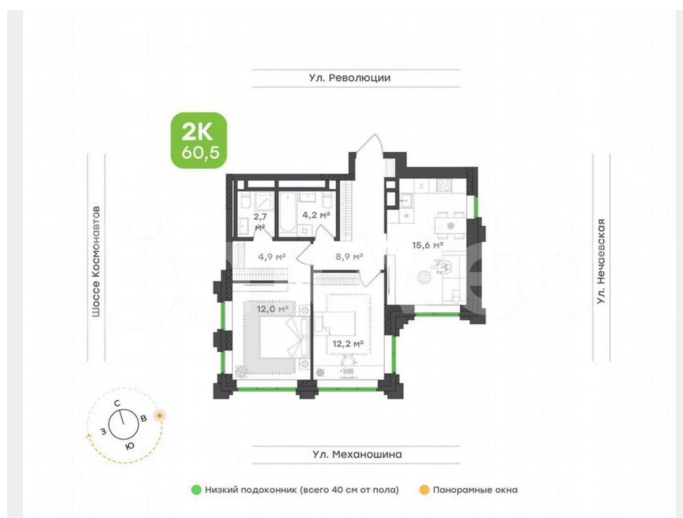 Ул. Революции
2К
60,5
Шоссе Космонавтов
Ул. Нечаевская
2,7
м²
4,2 м²
15,6 м²
4,9 м²
8,9 м²
12,0 м²
12,2 м²
С
В
З
Ю
Ул. Механошина
Низкий подоконник (всего 40 см от пола)
Панорамные окна